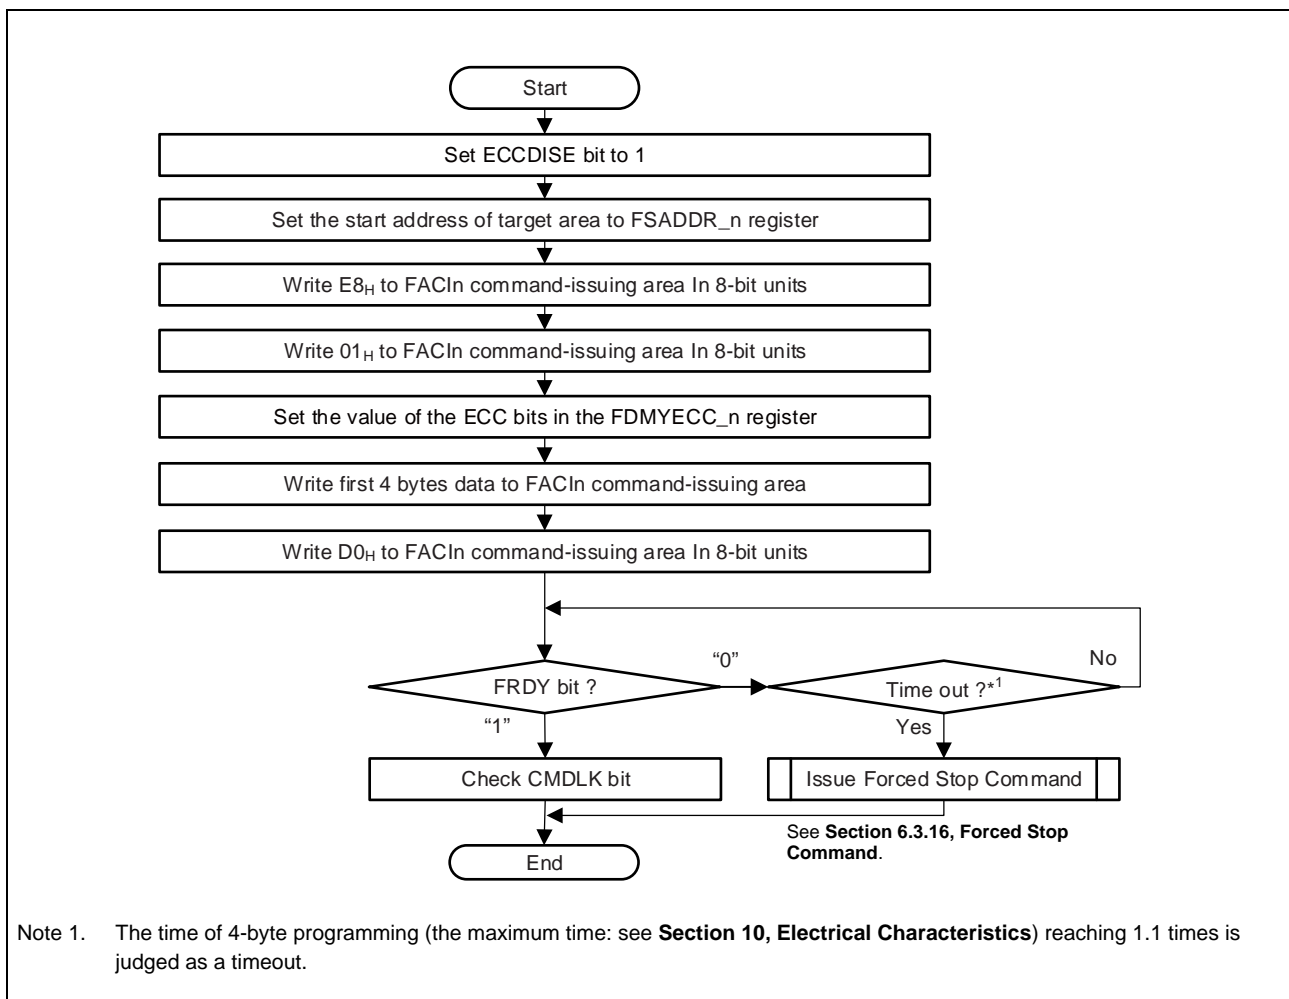 Start
Set ECCDISE bit to 1
Set the start address of target area to FSADDR_n register
Write E8H to FACIn command-issuing area In 8-bit units
Write 01H to FACIn command-issuing area In 8-bit units
Set the value of the ECC bits in the FDMYECC_n register
Write first 4 bytes data to FACIn command-issuing area
Write D0H to FACIn command-issuing area In 8-bit units
“0”
No
FRDY bit ?
Time out ?*1
“1”
Yes
Check CMDLK bit
Issue Forced Stop Command
See Section 6.3.16, Forced Stop
Command.
End
Note 1. The time of 4-byte programming (the maximum time: see Section 10, Electrical Characteristics) reaching 1.1 times is
judged as a timeout.